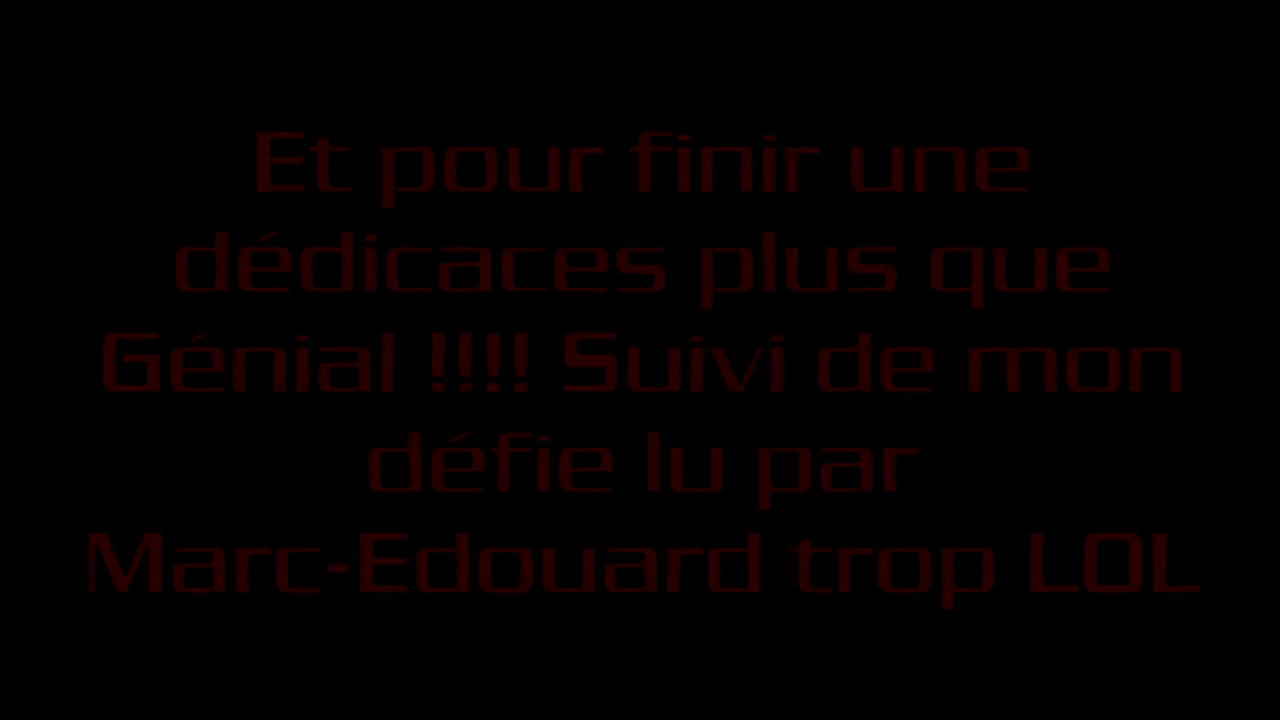 Et pour finir une
dédicaces plus que
Génial !!!! Suivi de mon
défie lu par
Marc-Edouard trop LOL